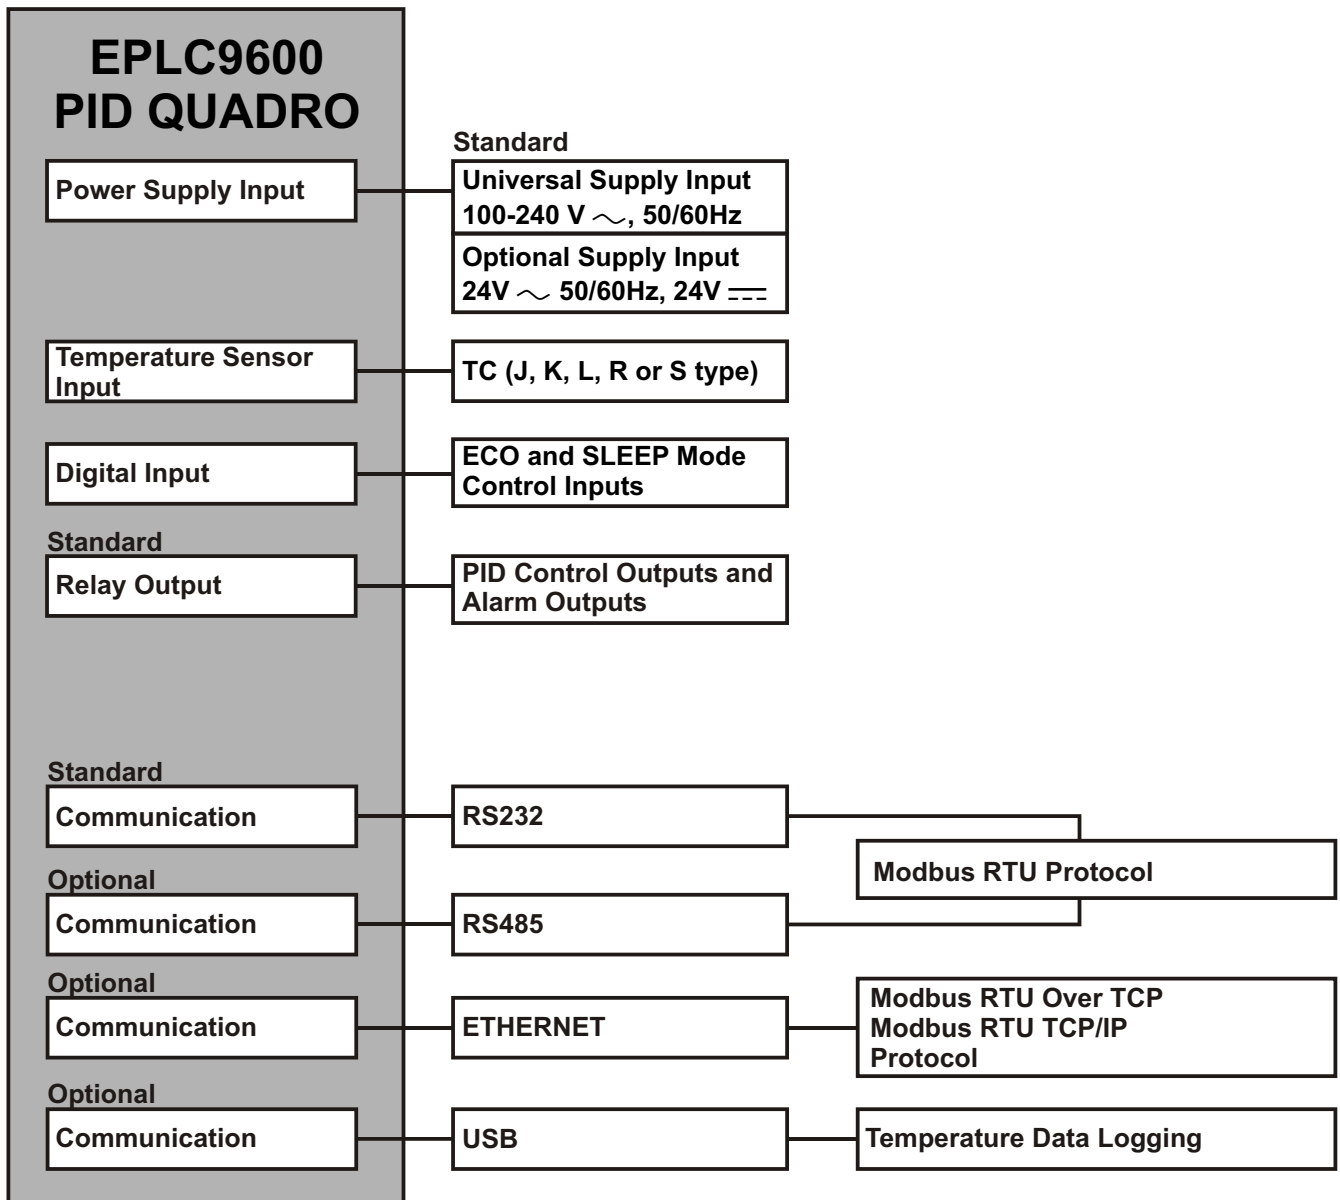 EPLC9600
PID QUADRO
Standard
Power Supply Input
Universal Supply Input
100-240 V ～, 50/60Hz
Optional Supply Input
24V ～ 50/60Hz, 24V ⎓
Temperature Sensor
Input
TC (J, K, L, R or S type)
Digital Input
ECO and SLEEP Mode
Control Inputs
Standard
Relay Output
PID Control Outputs and
Alarm Outputs
Standard
Communication
RS232
Modbus RTU Protocol
Optional
Communication
RS485
Optional
Communication
ETHERNET
Modbus RTU Over TCP
Modbus RTU TCP/IP
Protocol
Optional
Communication
USB
Temperature Data Logging